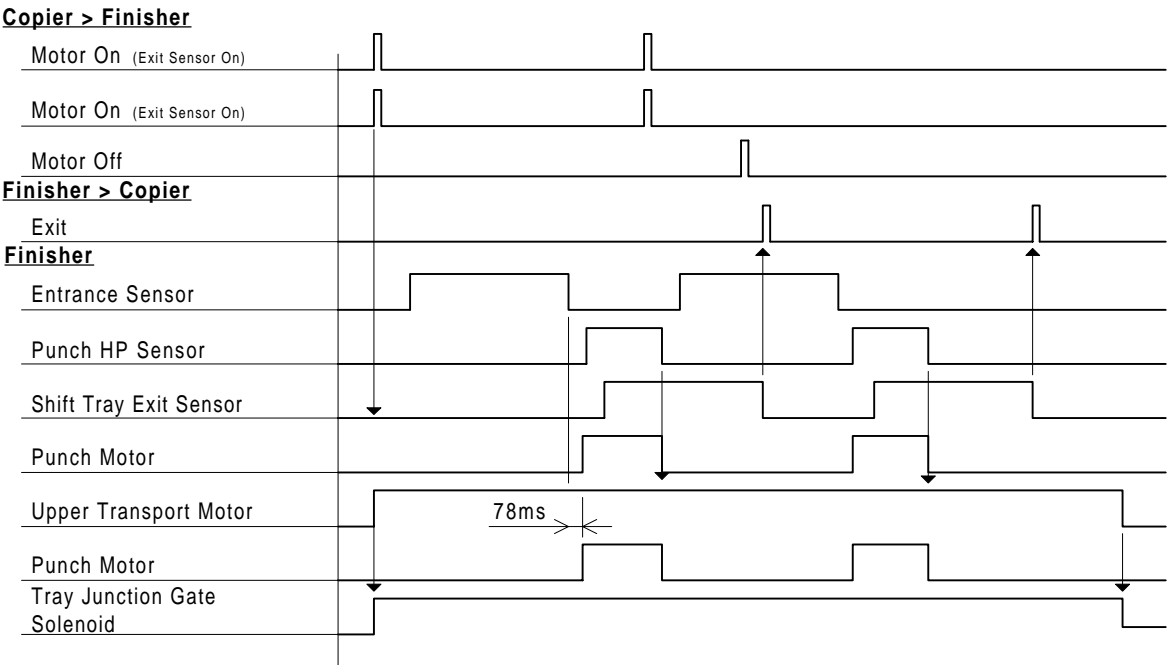 Copier > Finisher
Motor On (Exit Sensor On)
Motor On (Exit Sensor On)
Motor Off
Finisher > Copier
Exit
Finisher
Entrance Sensor
Punch HP Sensor
Shift Tray Exit Sensor
Punch Motor
Upper Transport Motor
78ms
Punch Motor
Tray Junction Gate
Solenoid